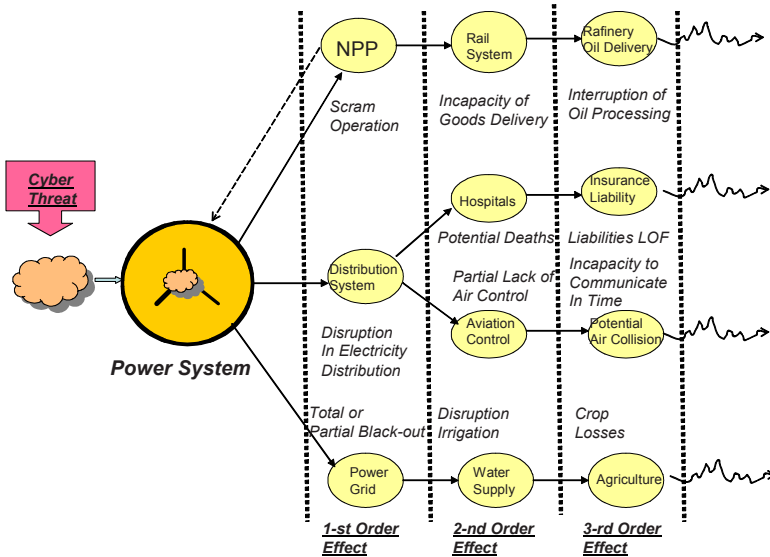 NPP
Rail
System
Rafinery
Oil Delivery
Scram
Operation
Incapacity of
Goods Delivery
Interruption of
Oil Processing
Cyber
Threat
Hospitals
Insurance
Liability
Potential Deaths
Liabilities LOF
Distribution
System
Partial Lack of
Air Control
Incapacity to
Communicate
In Time
Aviation
Control
Potential
Air Collision
Disruption
In Electricity
Distribution
Power System
Total or
Partial Black-out
Disruption
Irrigation
Crop
Losses
Power
Grid
Water
Supply
Agriculture
1-st Order
Effect
2-nd Order
Effect
3-rd Order
Effect